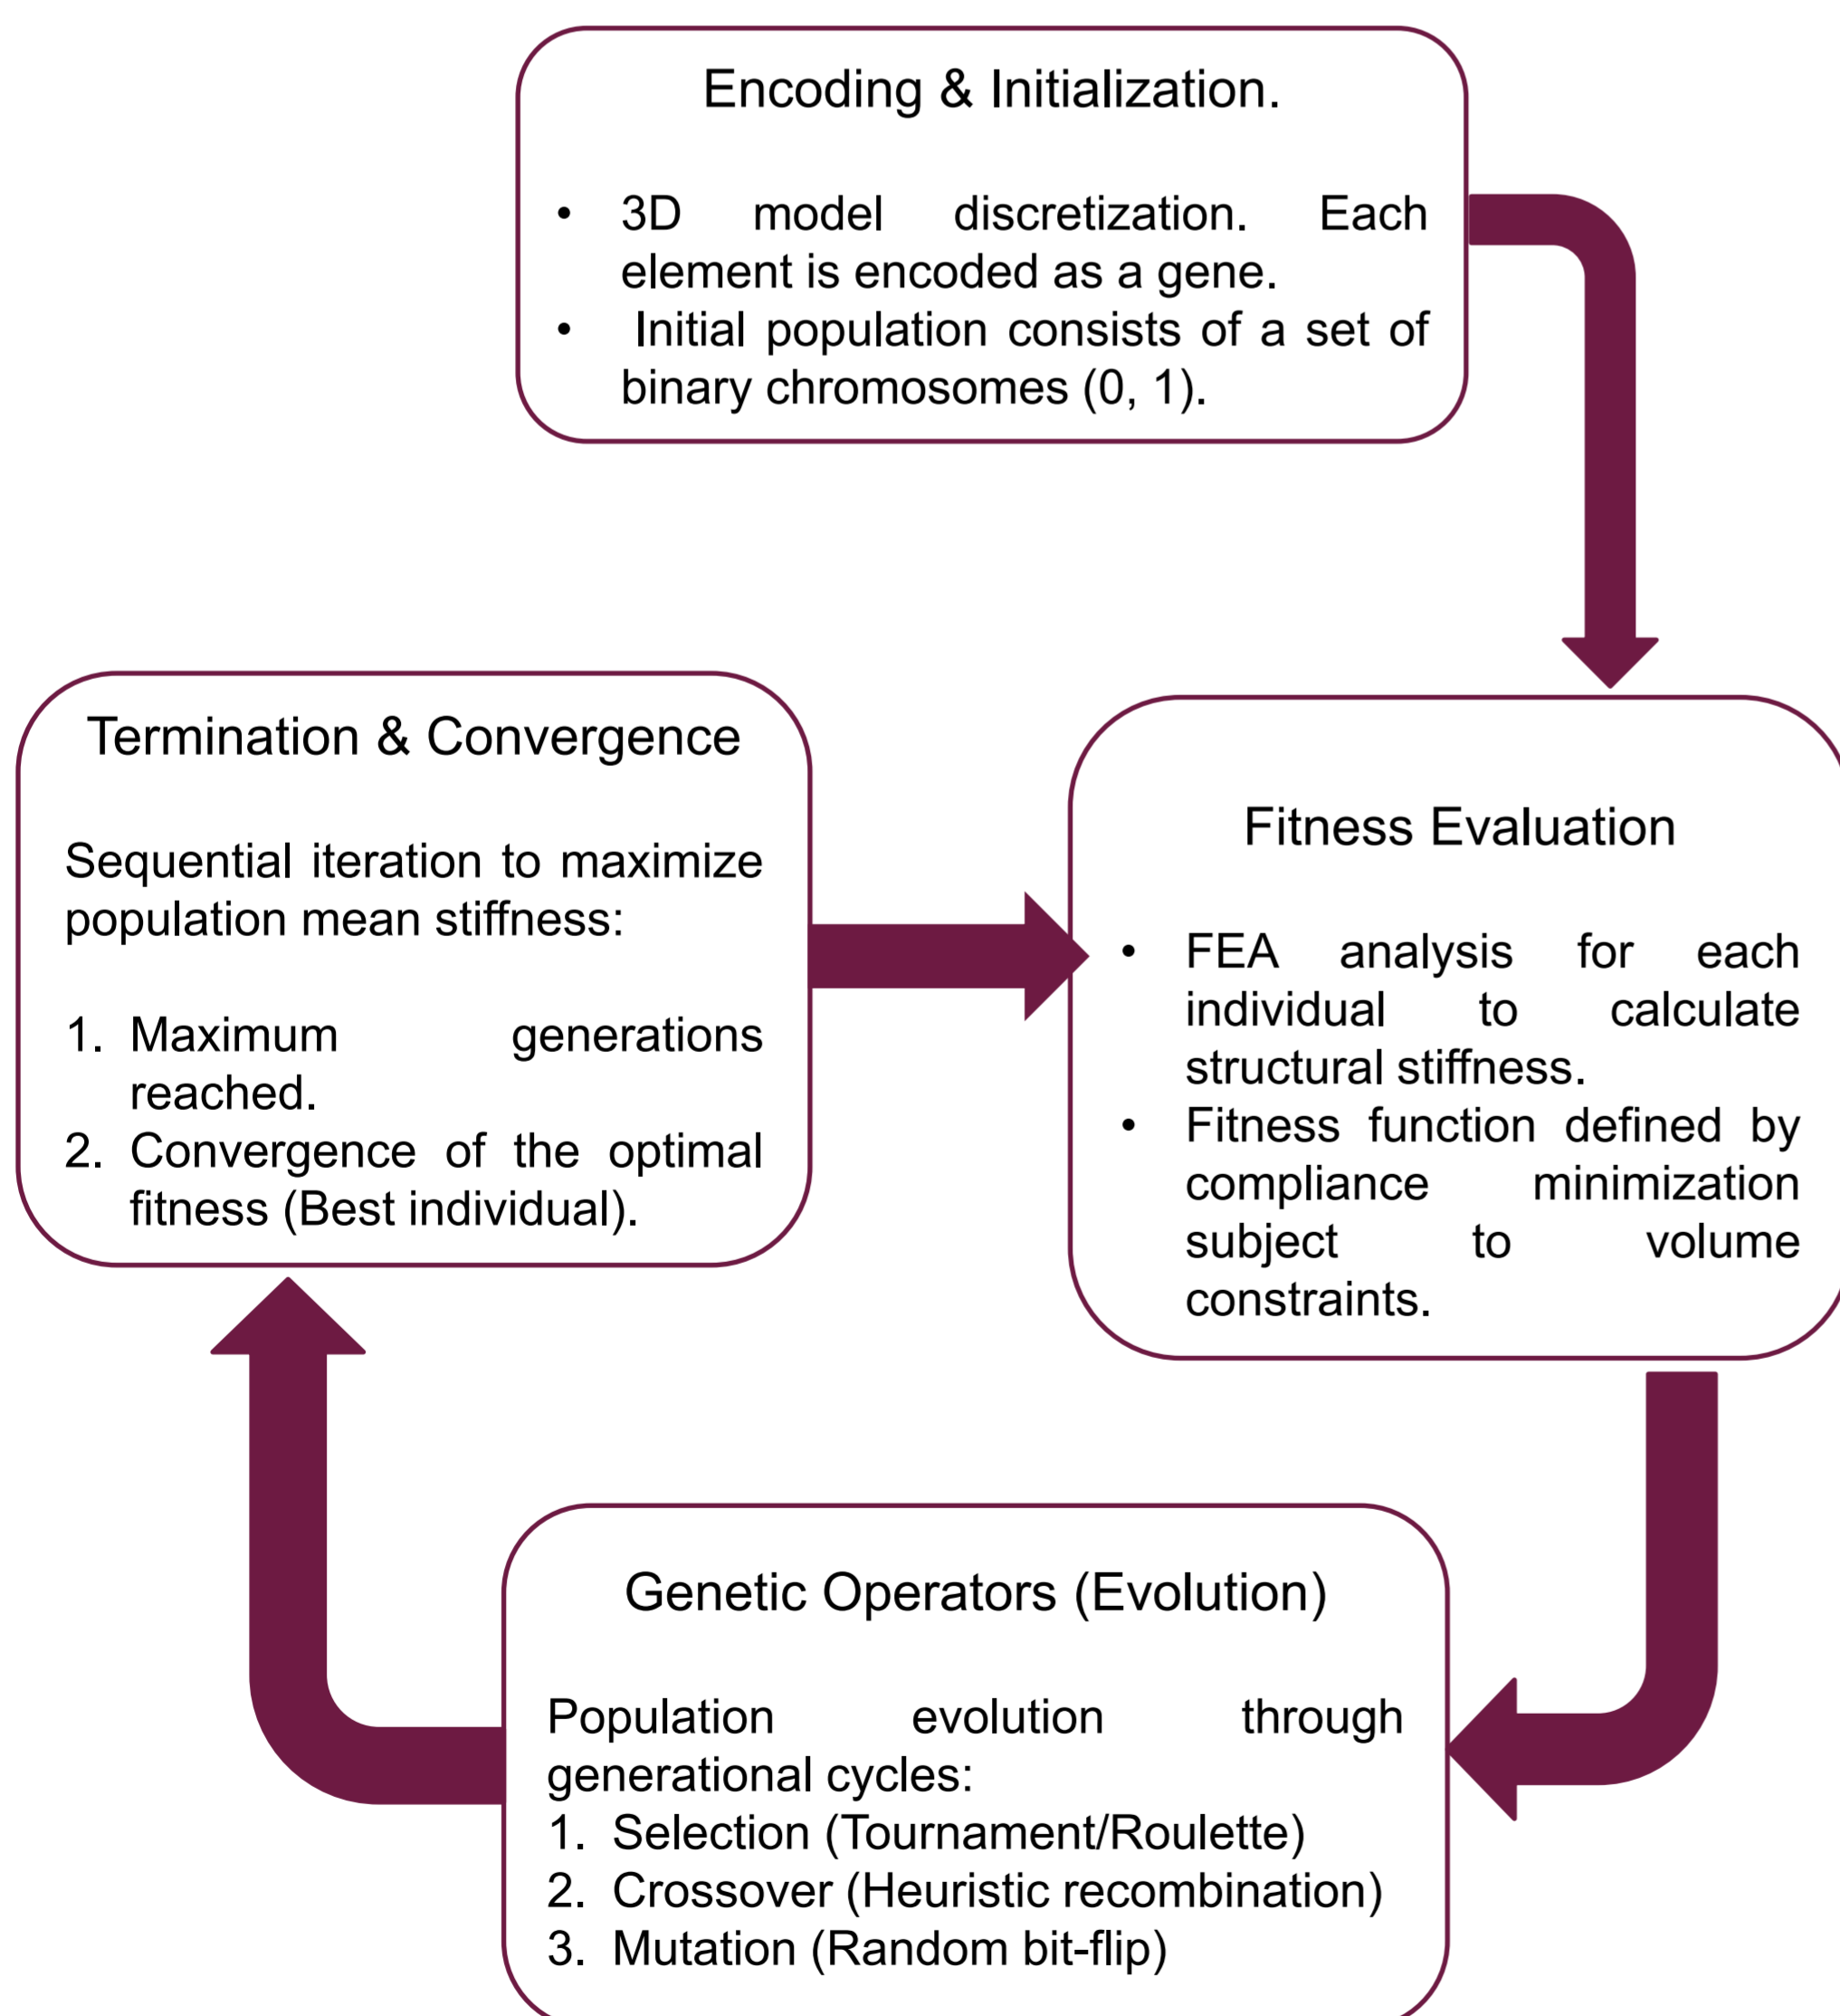 Encoding & Initialization.
• 3D model discretization. Each
element is encoded as a gene.
• Initial population consists of a set of
binary chromosomes (0, 1).
Fitness Evaluation
• FEA analysis for each
individual to calculate
structural stiffness.
• Fitness function defined by
compliance minimization
subject to volume
constraints.
Genetic Operators (Evolution)
Population evolution through
generational cycles:
1. Selection (Tournament/Roulette)
2. Crossover (Heuristic recombination)
3. Mutation (Random bit-flip)
Termination & Convergence
Sequential iteration to maximize
population mean stiffness:
1. Maximum generations
reached.
2. Convergence of the optimal
fitness (Best individual).